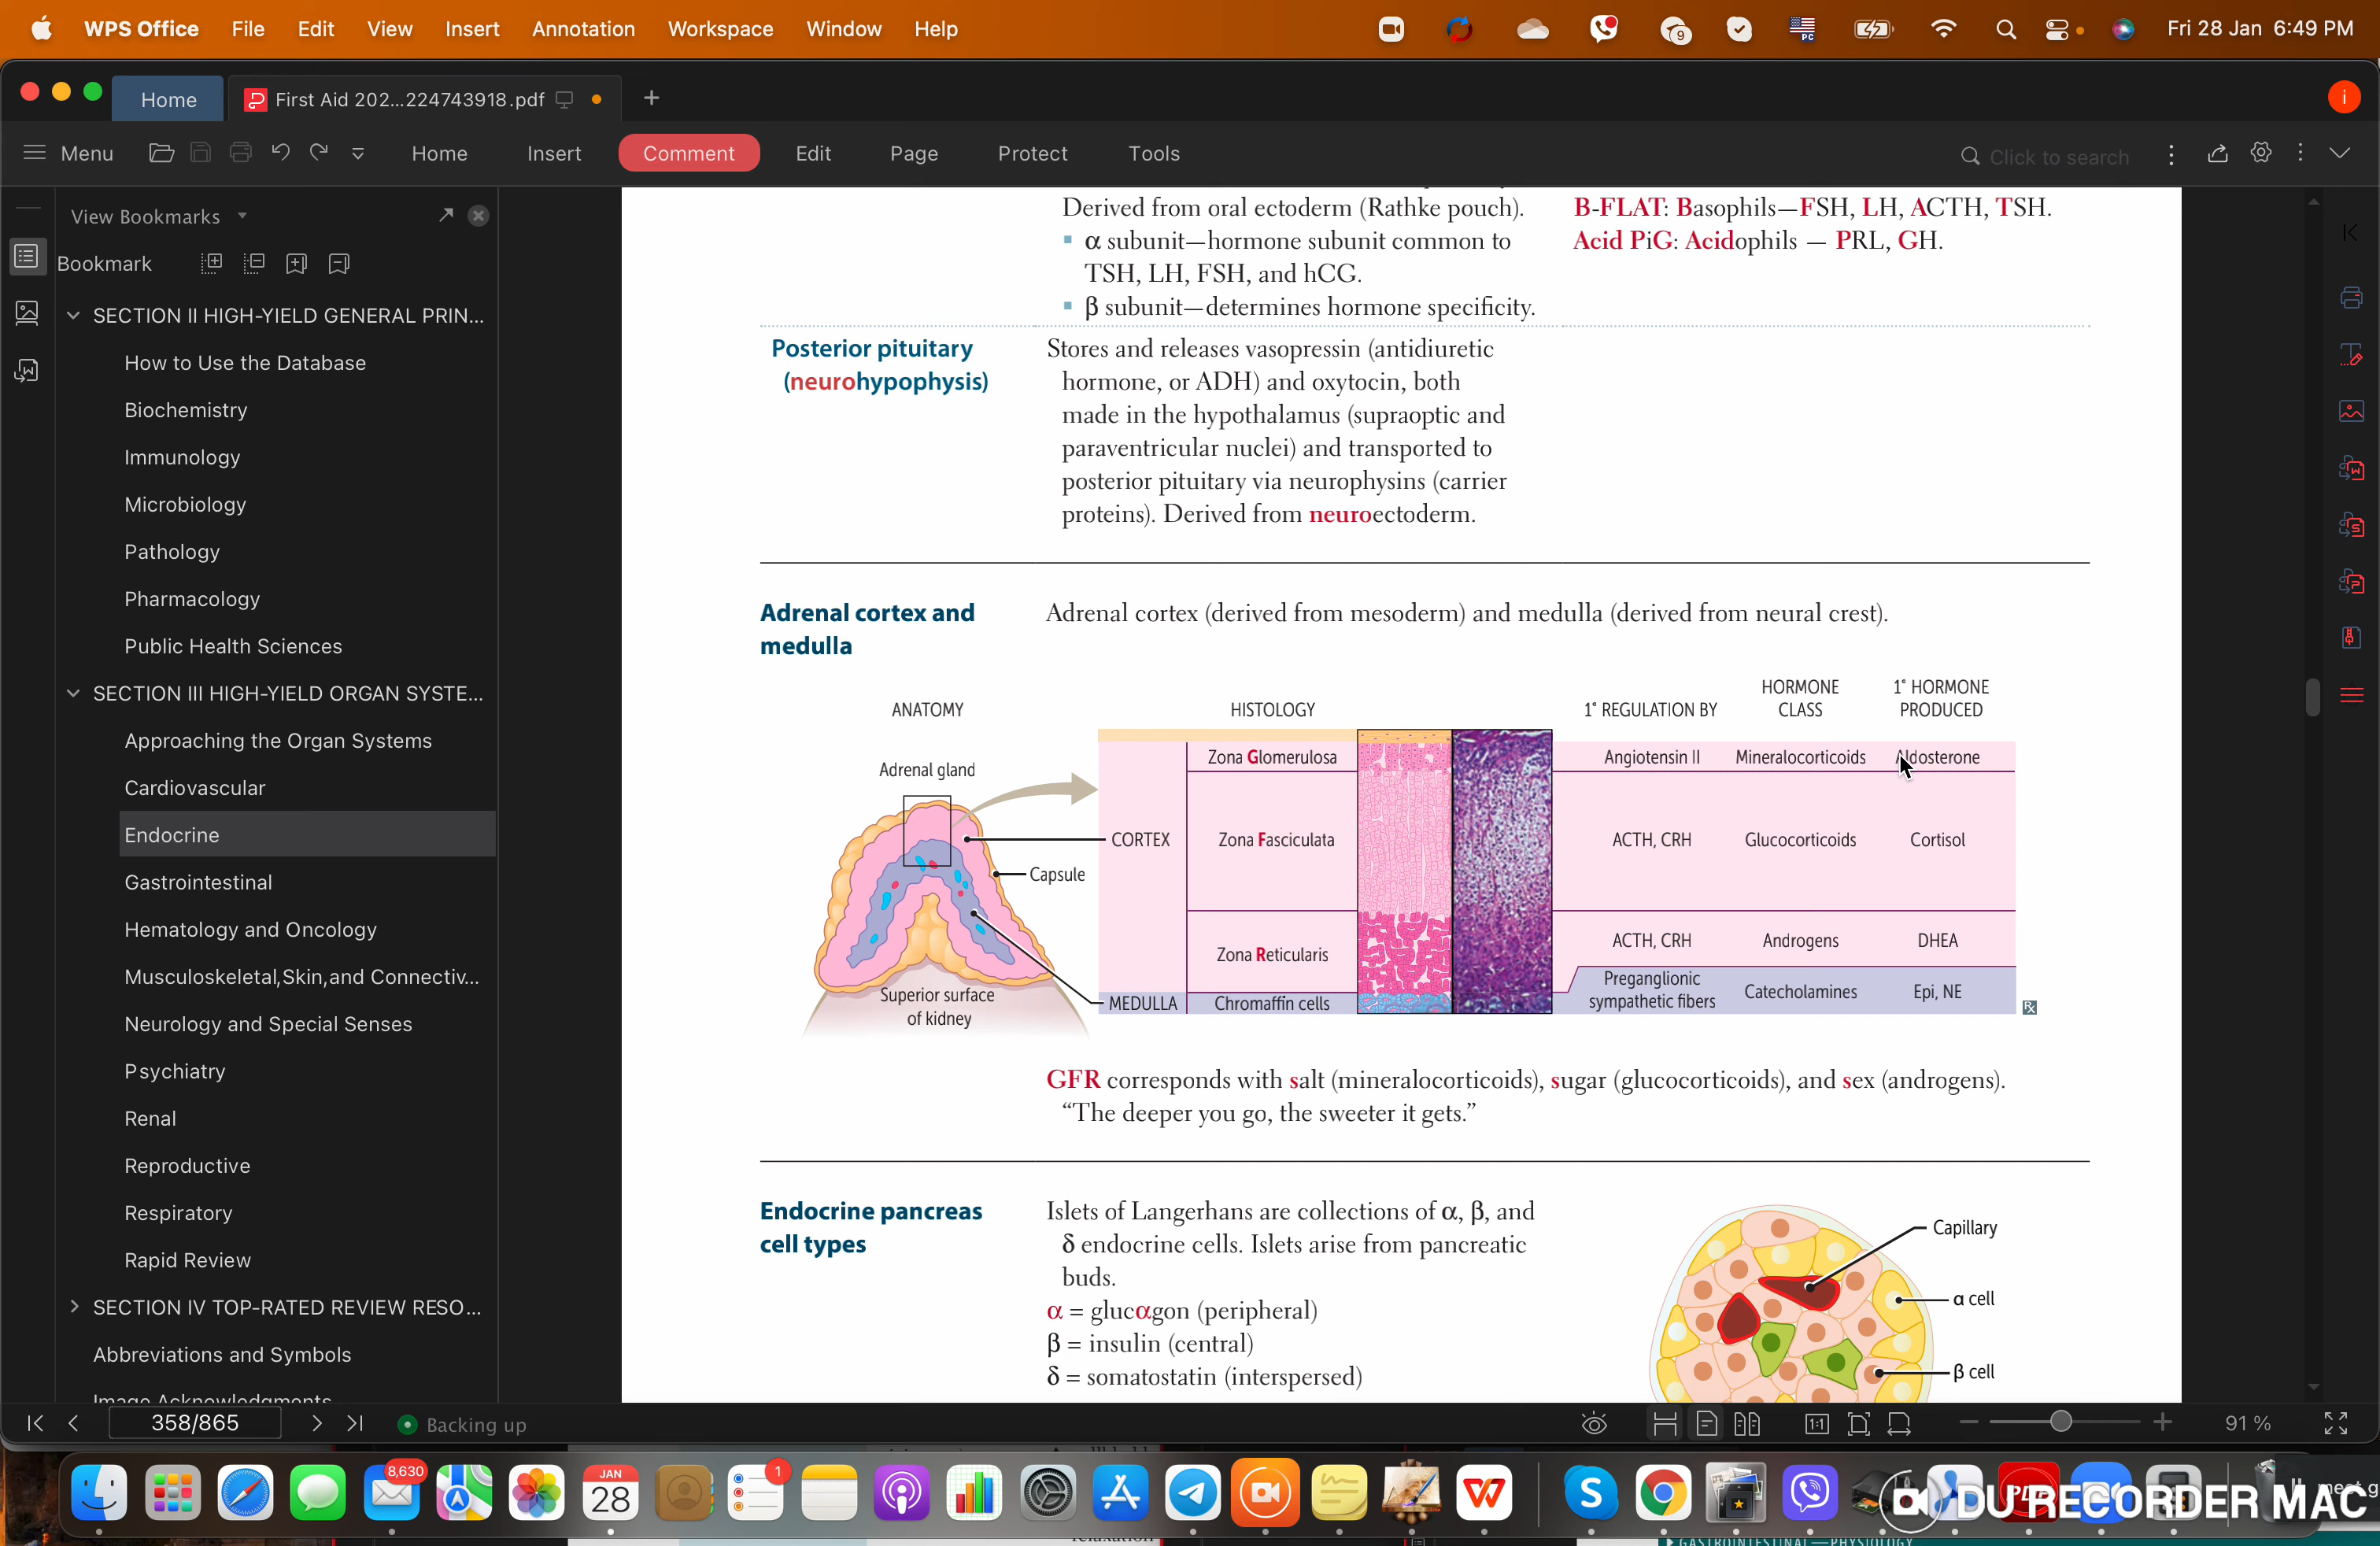 WPS Office File Edit View Insert Annotation Workspace Window Help
9
PC
Fri 28 Jan 6:49 PM
Home
First Aid 202...224743918.pdf
i
Menu Home Insert Comment Edit Page Protect Tools
Click to search
View Bookmarks
Bookmark
SECTION II HIGH-YIELD GENERAL PRIN...
How to Use the Database
Biochemistry
Immunology
Microbiology
Pathology
Pharmacology
Public Health Sciences
SECTION III HIGH-YIELD ORGAN SYSTE...
Approaching the Organ Systems
Cardiovascular
Endocrine
Gastrointestinal
Hematology and Oncology
Musculoskeletal,Skin,and Connectiv...
Neurology and Special Senses
Psychiatry
Renal
Reproductive
Respiratory
Rapid Review
SECTION IV TOP-RATED REVIEW RESO...
Abbreviations and Symbols
Image Acknowledgments
Derived from oral ectoderm (Rathke pouch).
α subunit—hormone subunit common to
TSH, LH, FSH, and hCG.
β subunit—determines hormone specificity.
B-FLAT: Basophils—FSH, LH, ACTH, TSH.
Acid PiG: Acidophils — PRL, GH.
Posterior pituitary
(neurohypophysis)
Stores and releases vasopressin (antidiuretic
hormone, or ADH) and oxytocin, both
made in the hypothalamus (supraoptic and
paraventricular nuclei) and transported to
posterior pituitary via neurophysins (carrier
proteins). Derived from neuroectoderm.
Adrenal cortex and
medulla
Adrenal cortex (derived from mesoderm) and medulla (derived from neural crest).
ANATOMY
HISTOLOGY
1° REGULATION BY
HORMONE
CLASS
1° HORMONE
PRODUCED
Adrenal gland
Capsule
Superior surface
of kidney
CORTEX
MEDULLA
Zona Glomerulosa
Angiotensin II Mineralocorticoids Aldosterone
Zona Fasciculata
ACTH, CRH Glucocorticoids Cortisol
Zona Reticularis
ACTH, CRH Androgens DHEA
Chromaffin cells
Preganglionic
sympathetic fibers
Catecholamines Epi, NE
Rx
GFR corresponds with salt (mineralocorticoids), sugar (glucocorticoids), and sex (androgens).
“The deeper you go, the sweeter it gets.”
Endocrine pancreas
cell types
Islets of Langerhans are collections of α, β, and
δ endocrine cells. Islets arise from pancreatic
buds.
α = glucαgon (peripheral)
β = insulin (central)
δ = somatostatin (interspersed)
Capillary
α cell
β cell
358/865
Backing up
1:1
91 %
8,630
JAN
28
1
DU RECORDER MAC
relaxation
GASTROINTESTINAL—PHYSIOLOGY